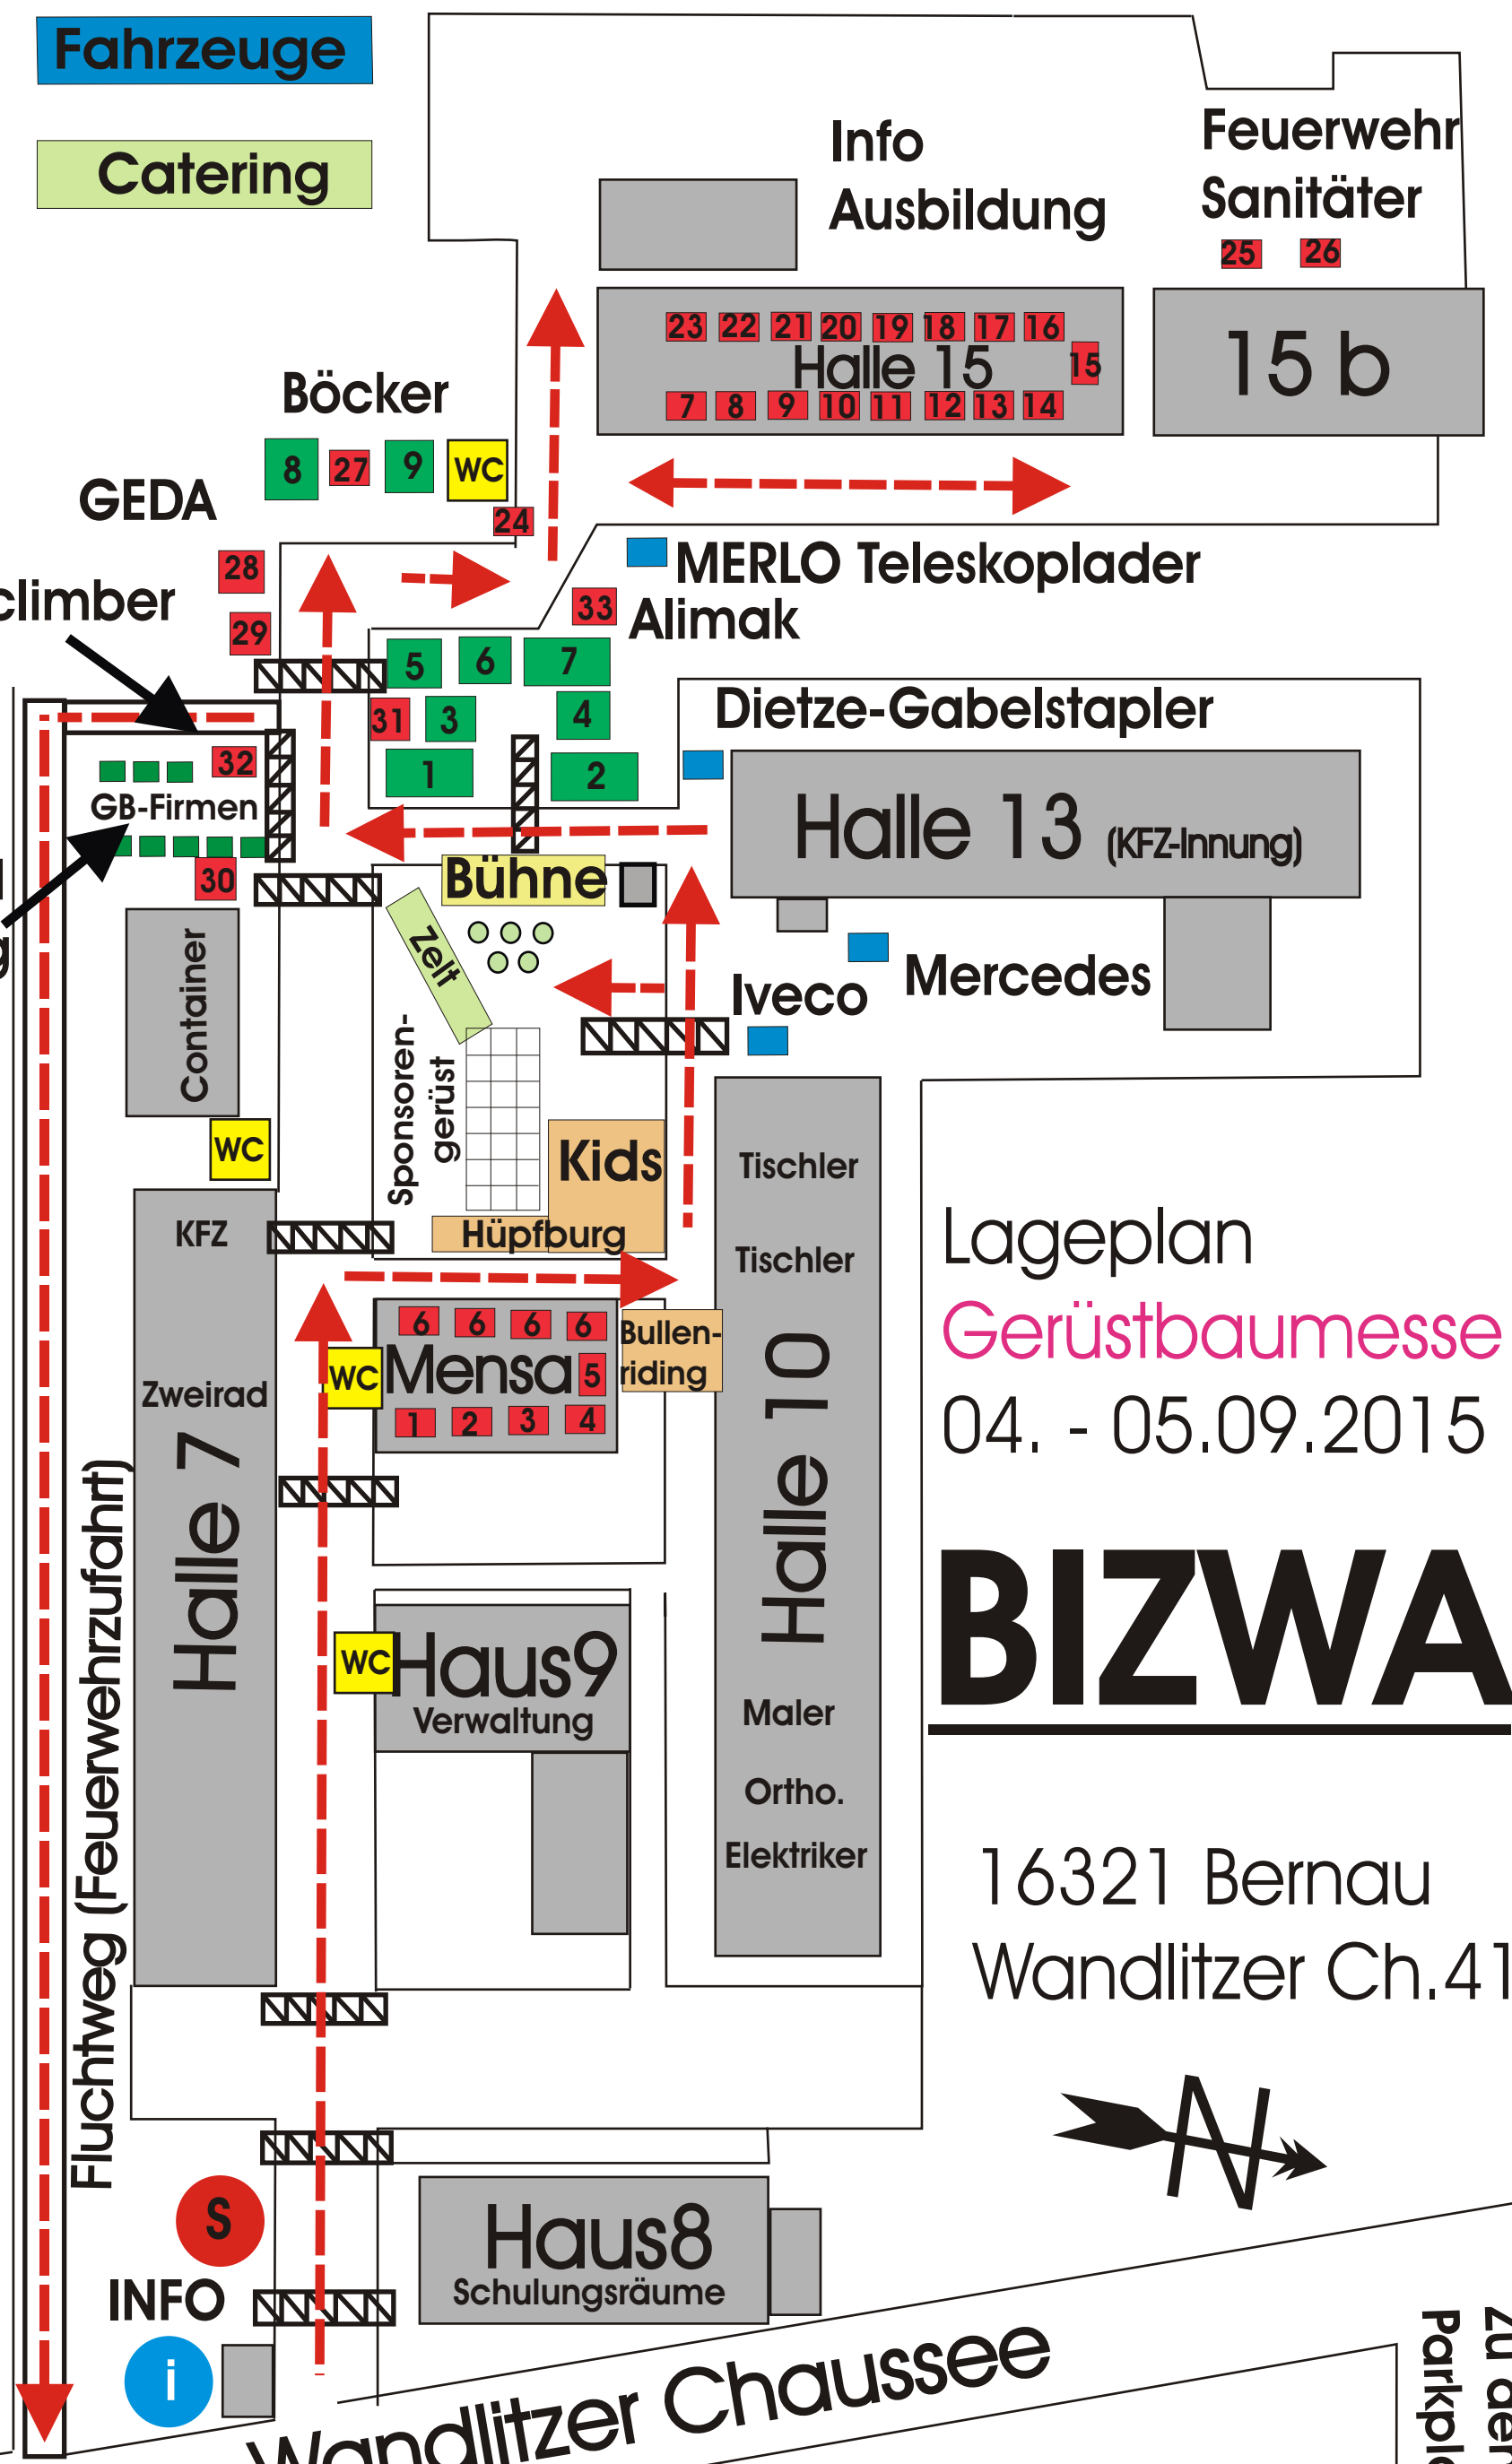 Fahrzeuge
Catering
Info
Ausbildung
Feuerwehr
Sanitäter
25 26
23 22 21 20 19 18 17 16
Halle 15
15
7 8 9 10 11 12 13 14
15 b
Böcker
8 27 9 WC
GEDA
24
28
MERLO Teleskoplader
climber
33
Alimak
29
5 6 7
31 3 4
Dietze-Gabelstapler
32
1 2
GB-Firmen
Halle 13 (KFZ-Innung)
30
Bühne
Zelt
Container
Iveco
Mercedes
Sponsoren-
gerüst
WC
Kids
Hüpfburg
KFZ
Tischler
Tischler
Lageplan
Gerüstbaumesse
04. - 05.09.2015
6 6 6 6
Mensa
5
1 2 3 4
WC
Bullen-
riding
Zweirad
Halle 7
Halle 10
Fluchtweg (Feuerwehrzufahrt)
BIZWA
WC
Haus9
Verwaltung
Maler
Ortho.
Elektriker
16321 Bernau
Wandlitzer Ch.41
N
S
Haus8
Schulungsräume
INFO
i
Wandlitzer Chaussee